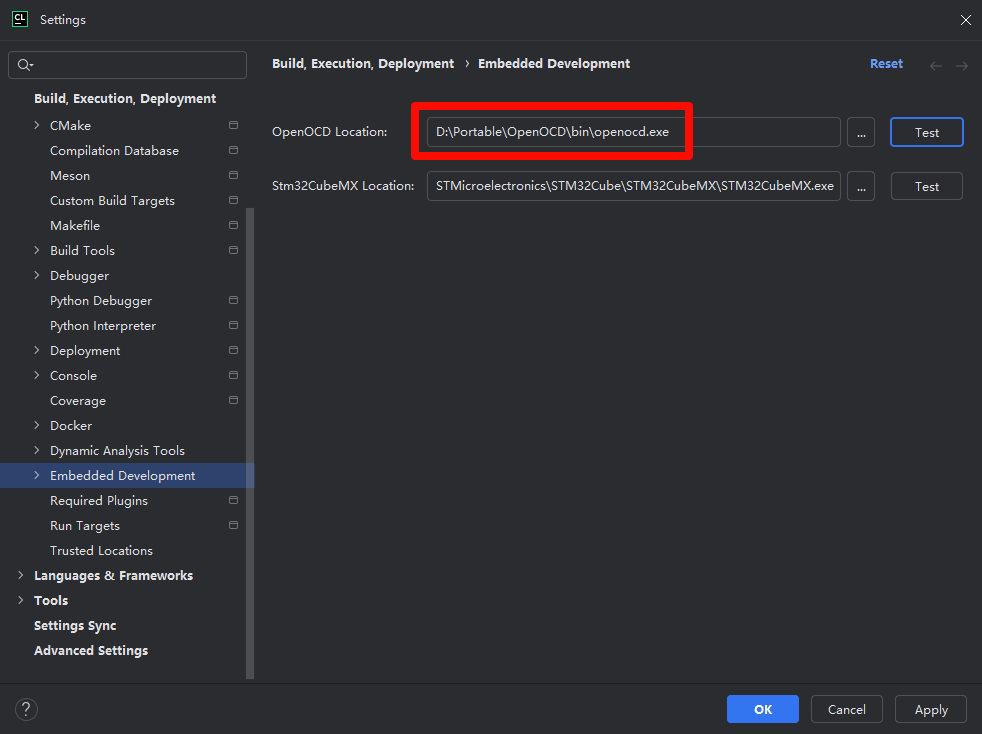 CL Settings
Build, Execution, Deployment › Embedded Development Reset
Build, Execution, Deployment
CMake
Compilation Database
Meson
Custom Build Targets
Makefile
Build Tools
Debugger
Python Debugger
Python Interpreter
Deployment
Console
Coverage
Docker
Dynamic Analysis Tools
Embedded Development
Required Plugins
Run Targets
Trusted Locations
Languages & Frameworks
Tools
Settings Sync
Advanced Settings
OpenOCD Location: D:\Portable\OpenOCD\bin\openocd.exe ... Test
Stm32CubeMX Location: STMicroelectronics\STM32Cube\STM32CubeMX\STM32CubeMX.exe ... Test
? OK Cancel Apply